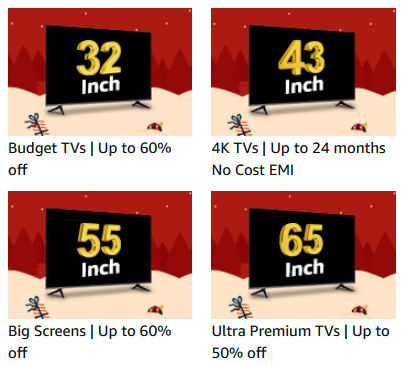 32
Inch
Budget TVs | Up to 60%
off
43
Inch
4K TVs | Up to 24 months
No Cost EMI
55
Inch
Big Screens | Up to 60%
off
65
Inch
Ultra Premium TVs | Up to
50% off